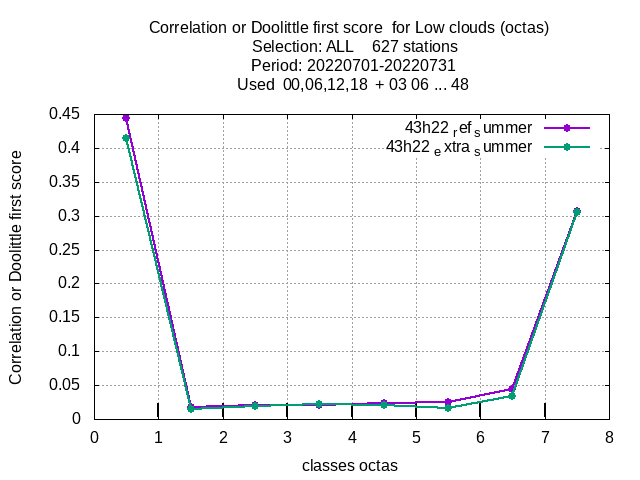 Correlation or Doolittle first score  for Low clouds (octas)
Selection: ALL    627 stations
Period: 20220701-20220731
Used  00,06,12,18  + 03 06 ... 48
43h22 ref summer
43h22 extra summer
Correlation or Doolittle first score
0.45
0.4
0.35
0.3
0.25
0.2
0.15
0.1
0.05
0
0 1 2 3 4 5 6 7 8
classes octas